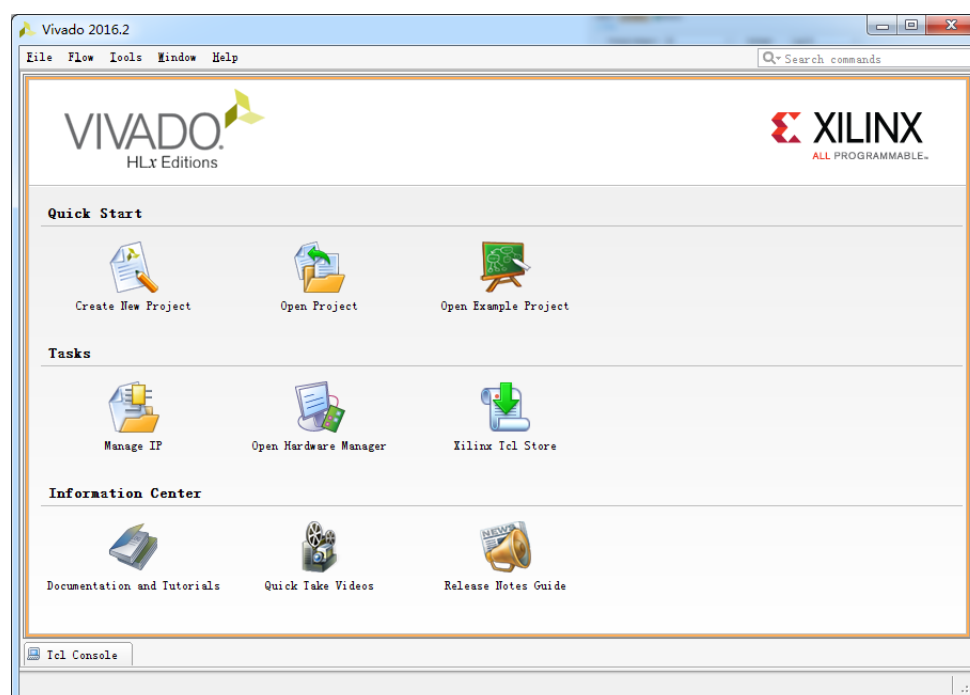 Vivado 2016.2
File Flow Tools Window Help
Search commands
VIVADO.
HLx Editions
XILINX
ALL PROGRAMMABLE™
Quick Start
Create New Project
Open Project
Open Example Project
Tasks
Manage IP
Open Hardware Manager
Xilinx Tcl Store
Information Center
NEWS
Documentation and Tutorials
Quick Take Videos
Release Notes Guide
Tcl Console